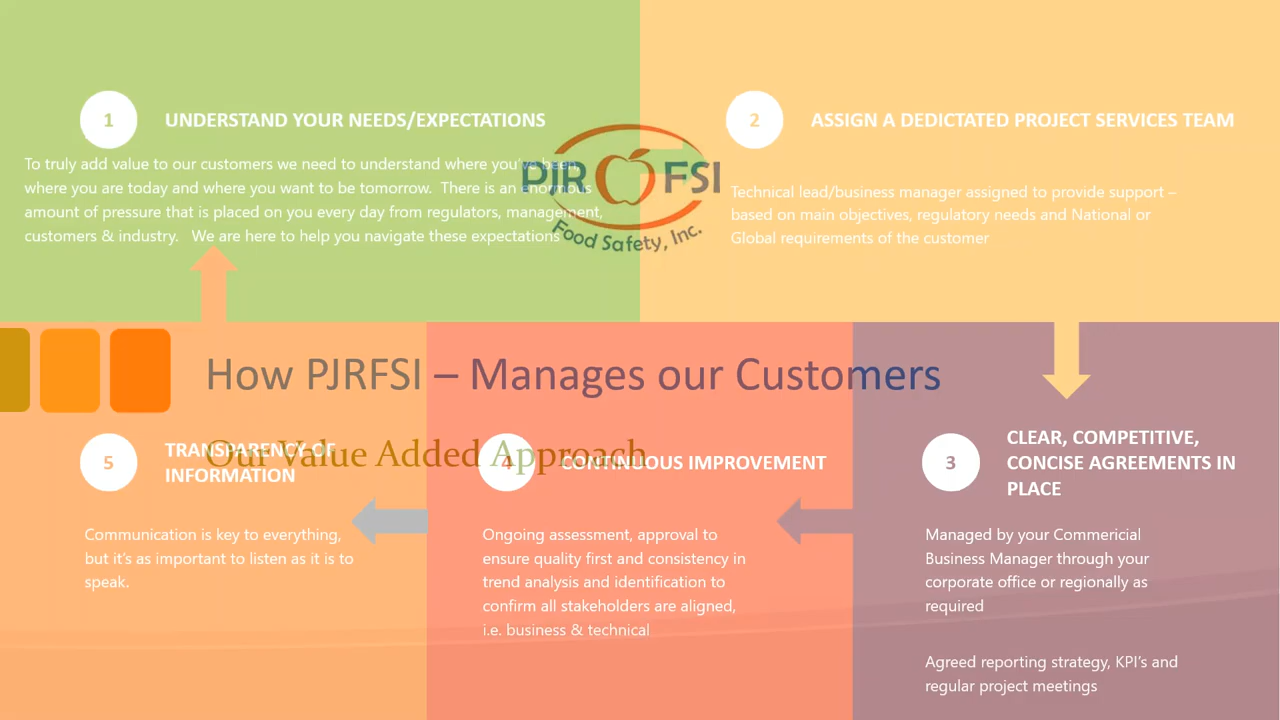 1
UNDERSTAND YOUR NEEDS/EXPECTATIONS
To truly add value to our customers we need to understand where you've been,
where you are today and where you want to be tomorrow. There is an enormous
amount of pressure that is placed on you every day from regulators, management,
customers & industry. We are here to help you navigate these expectations
PJR FSI
Food Safety, Inc.
2
ASSIGN A DEDICTATED PROJECT SERVICES TEAM
Technical lead/business manager assigned to provide support –
based on main objectives, regulatory needs and National or
Global requirements of the customer
How PJRFSI – Manages our Customers
Our Value Added Approach
5
TRANSPARENCY OF
INFORMATION
Communication is key to everything,
but it's as important to listen as it is to
speak.
4
CONTINUOUS IMPROVEMENT
Ongoing assessment, approval to
ensure quality first and consistency in
trend analysis and identification to
confirm all stakeholders are aligned,
i.e. business & technical
3
CLEAR, COMPETITIVE,
CONCISE AGREEMENTS IN
PLACE
Managed by your Commericial
Business Manager through your
corporate office or regionally as
required
Agreed reporting strategy, KPI's and
regular project meetings